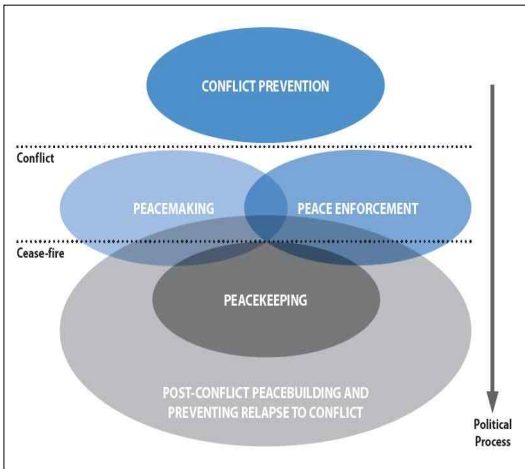 CONFLICT PREVENTION
Conflict
PEACEMAKING
PEACE ENFORCEMENT
Cease-fire
PEACEKEEPING
POST-CONFLICT PEACEBUILDING AND
PREVENTING RELAPSE TO CONFLICT
Political
Process